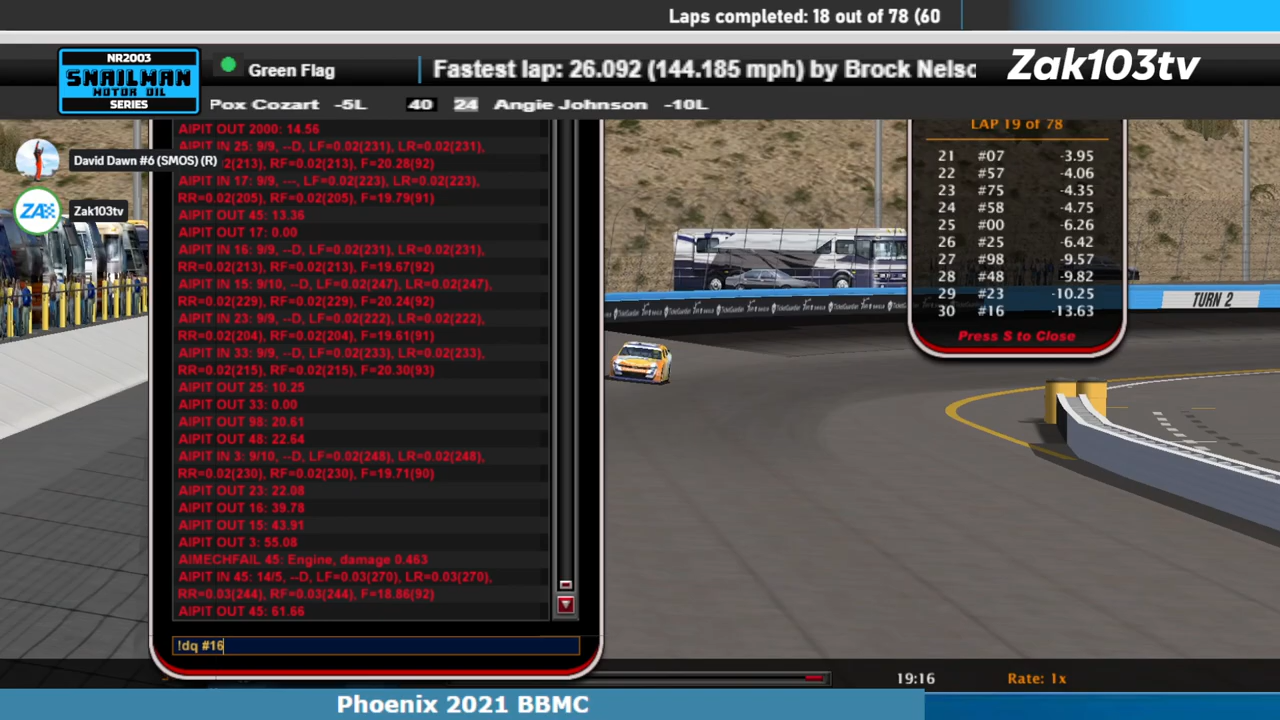 Laps completed: 18 out of 78 (60
NR2003
SNAILMAN
MOTOR OIL
SERIES
Green Flag
Fastest lap: 26.092 (144.185 mph) by Brock Nelsc
Zak103tv
Pox Cozart -5L 40 24 Angie Johnson -10L
AIPIT OUT 2000: 14.56
AIPIT IN 25: 9/9, --D, LF=0.02(231), LR=0.02(231),
2(213), RF=0.02(213), F=20.28(92)
AIPIT IN 17: 9/9, ---, LF=0.02(223), LR=0.02(223),
RR=0.02(205), RF=0.02(205), F=19.79(91)
AIPIT OUT 45: 13.36
AIPIT OUT 17: 0.00
AIPIT IN 16: 9/9, --D, LF=0.02(231), LR=0.02(231),
RR=0.02(213), RF=0.02(213), F=19.67(92)
AIPIT IN 15: 9/10, --D, LF=0.02(247), LR=0.02(247),
RR=0.02(229), RF=0.02(229), F=20.24(92)
AIPIT IN 23: 9/9, --D, LF=0.02(222), LR=0.02(222),
RR=0.02(204), RF=0.02(204), F=19.61(91)
AIPIT IN 33: 9/9, --D, LF=0.02(233), LR=0.02(233),
RR=0.02(215), RF=0.02(215), F=20.30(93)
AIPIT OUT 25: 10.25
AIPIT OUT 33: 0.00
AIPIT OUT 98: 20.61
AIPIT OUT 48: 22.64
AIPIT IN 3: 9/10, --D, LF=0.02(248), LR=0.02(248),
RR=0.02(230), RF=0.02(230), F=19.71(90)
AIPIT OUT 23: 22.08
AIPIT OUT 16: 39.78
AIPIT OUT 15: 43.91
AIPIT OUT 3: 55.08
AIMECHFAIL 45: Engine, damage 0.463
AIPIT IN 45: 14/5, --D, LF=0.03(270), LR=0.03(270),
RR=0.03(244), RF=0.03(244), F=18.86(92)
AIPIT OUT 45: 61.66
!dq #16
David Dawn #6 (SMOS) (R)
ZA
Zak103tv
LAP 19 of 78
21 #07 -3.95
22 #57 -4.06
23 #75 -4.35
24 #58 -4.75
25 #00 -6.26
26 #25 -6.42
27 #98 -9.57
28 #48 -9.82
29 #23 -10.25
30 #16 -13.63
Press S to Close
TURN 2
19:16 Rate: 1x
Phoenix 2021 BBMC